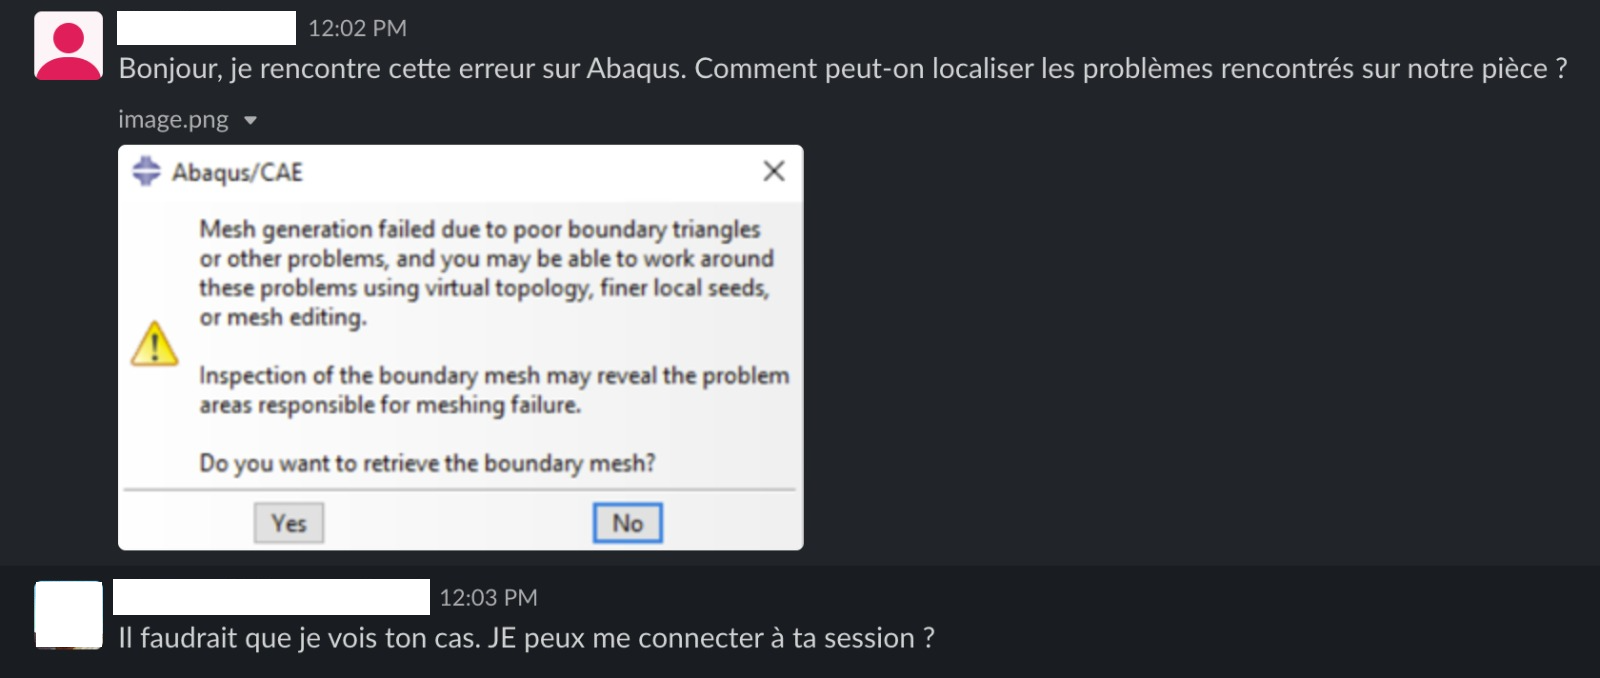 12:02 PM
Bonjour, je rencontre cette erreur sur Abaqus. Comment peut-on localiser les problèmes rencontrés sur notre pièce ?
image.png
Abaqus/CAE
Mesh generation failed due to poor boundary triangles
or other problems, and you may be able to work around
these problems using virtual topology, finer local seeds,
or mesh editing.
Inspection of the boundary mesh may reveal the problem
areas responsible for meshing failure.
Do you want to retrieve the boundary mesh?
Yes No
12:03 PM
Il faudrait que je vois ton cas. JE peux me connecter à ta session ?